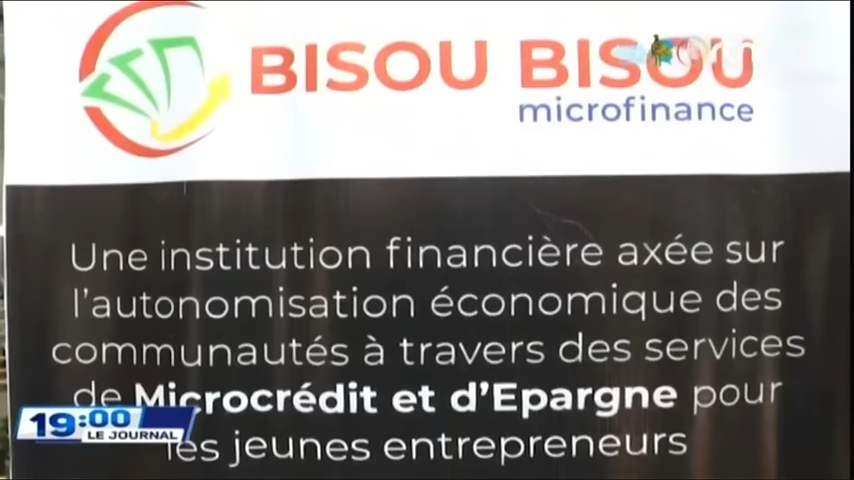 BISOU BISOU
microfinance
Une institution financière axée sur
l'autonomisation économique des
communautés à travers des services
de Microcrédit et d'Epargne pour
les jeunes entrepreneurs
19:00
LE JOURNAL